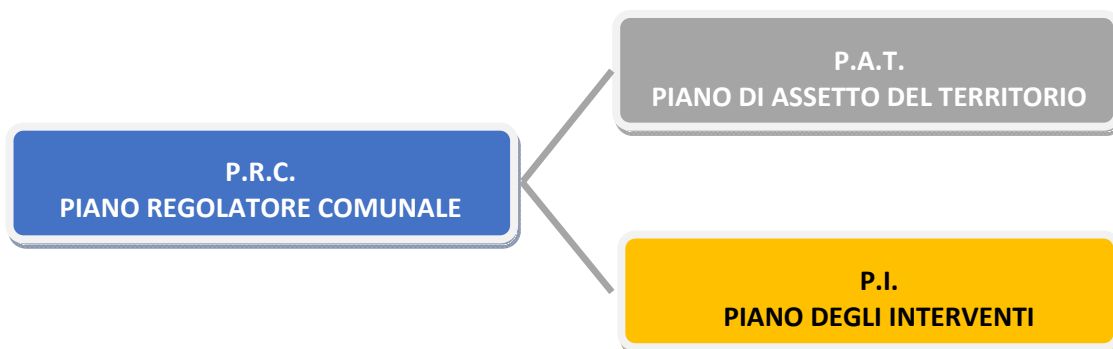 P.A.T.
PIANO DI ASSETTO DEL TERRITORIO
P.R.C.
PIANO REGOLATORE COMUNALE
P.I.
PIANO DEGLI INTERVENTI